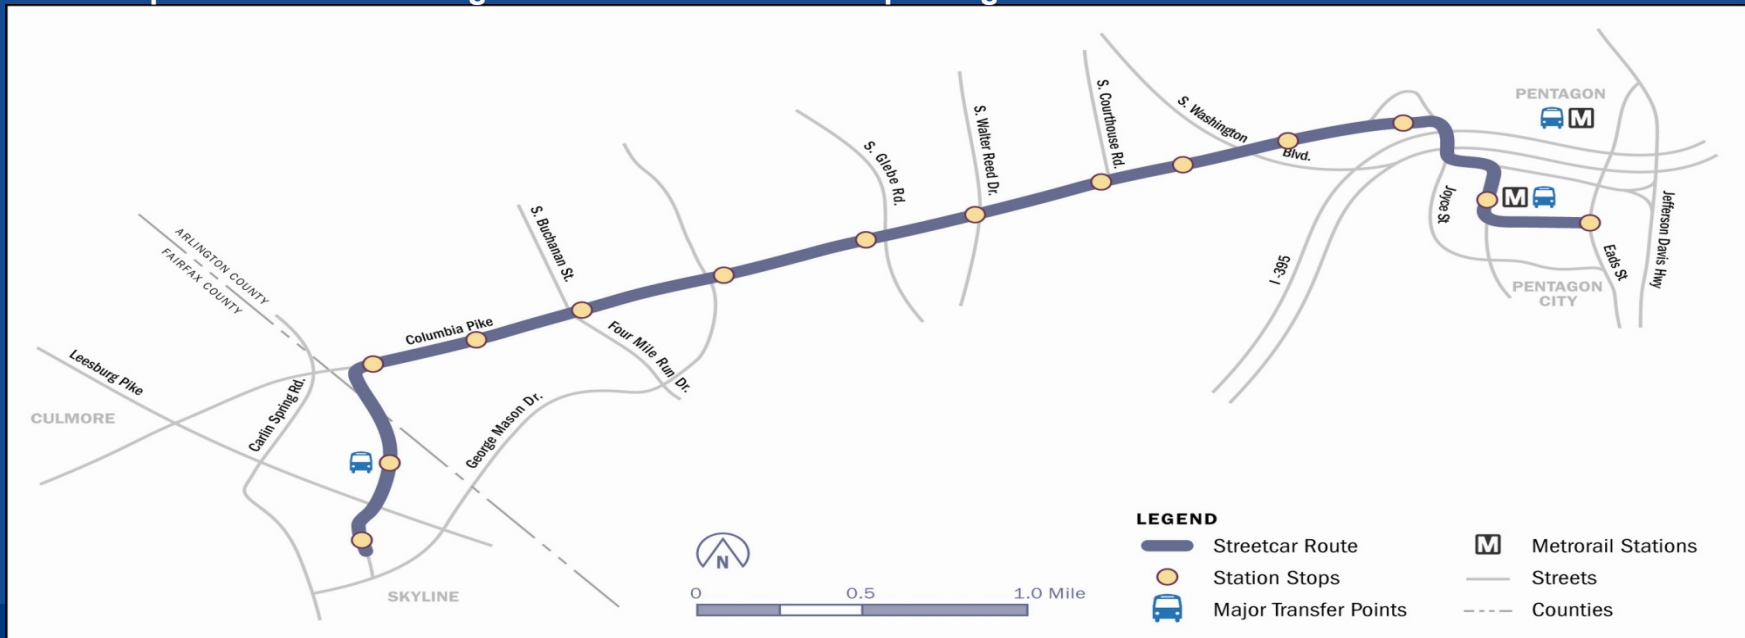 PENTAGON
M
S. Washington
Blvd.
S. Courthouse Rd.
S. Walter Reed Dr.
S. Glebe Rd.
Joyce St
M
Jefferson Davis Hwy
Eads St
PENTAGON
CITY
I -395
S. Buchanan St.
ARLINGTON COUNTY
FAIRFAX COUNTY
Columbia Pike
Four Mile Run Dr.
Leesburg Pike
Carlin Spring Rd.
George Mason Dr.
CULMORE
SKYLINE
N
0 0.5 1.0 Mile
LEGEND
Streetcar Route
Station Stops
Major Transfer Points
M Metrorail Stations
Streets
Counties